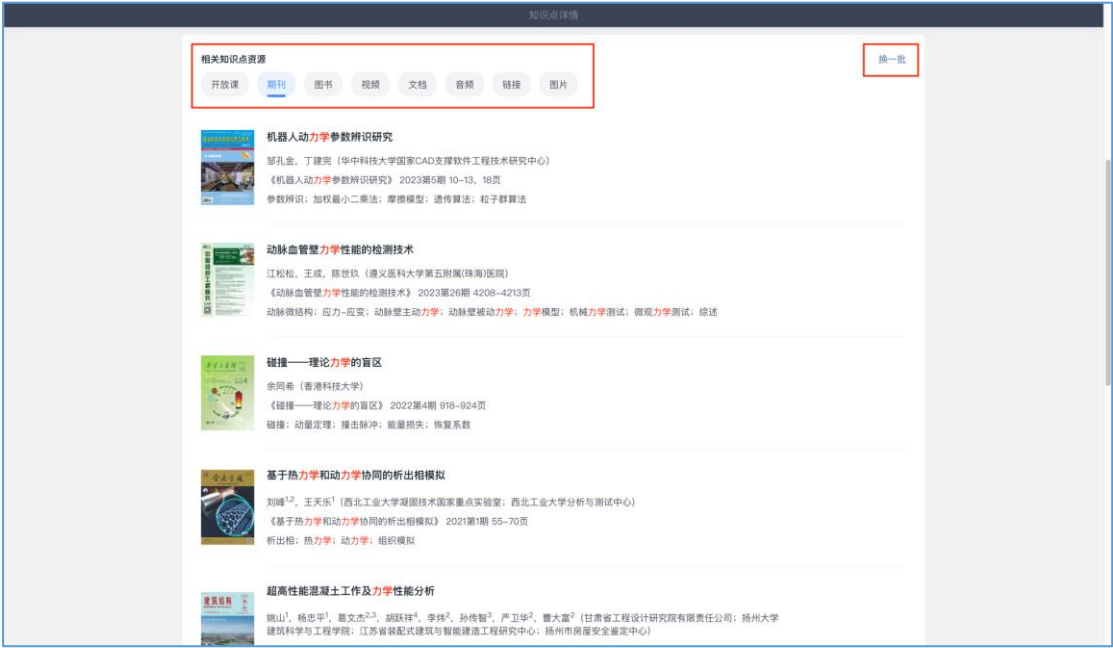 知识点详情
相关知识点资源
换一批
开放课 期刊 图书 视频 文档 音频 链接 图片
机器人动力学参数辨识研究
邹孔金，丁建完（华中科技大学国家CAD支撑软件工程技术研究中心）
《机器人动力学参数辨识研究》 2023第5期 10-13，18页
参数辨识；加权最小二乘法；摩擦模型；遗传算法；粒子群算法
动脉血管壁力学性能的检测技术
江松松，王成，陈世玖（遵义医科大学第五附属(珠海)医院）
《动脉血管壁力学性能的检测技术》 2023第26期 4208-4213页
动脉微结构；应力-应变；动脉壁主动力学；动脉壁被动力学；力学模型；机械力学测试；微观力学测试；综述
碰撞——理论力学的盲区
余同希（香港科技大学）
《碰撞——理论力学的盲区》 2022第4期 918-924页
碰撞；动量定理；撞击脉冲；能量损失；恢复系数
基于热力学和动力学协同的析出相模拟
刘峰1,2，王天乐1（西北工业大学凝固技术国家重点实验室；西北工业大学分析与测试中心）
《基于热力学和动力学协同的析出相模拟》 2021第1期 55-70页
析出相；热力学；动力学；组织模拟
建筑结构
超高性能混凝土工作及力学性能分析
姚山1，杨忠平1，葛文杰2,3，胡跃祥4，李炜2，孙传智3，严卫华2，曹大富2（甘肃省工程设计研究院有限责任公司；扬州大学
建筑科学与工程学院；江苏省装配式建筑与智能建造工程研究中心；扬州市房屋安全鉴定中心）